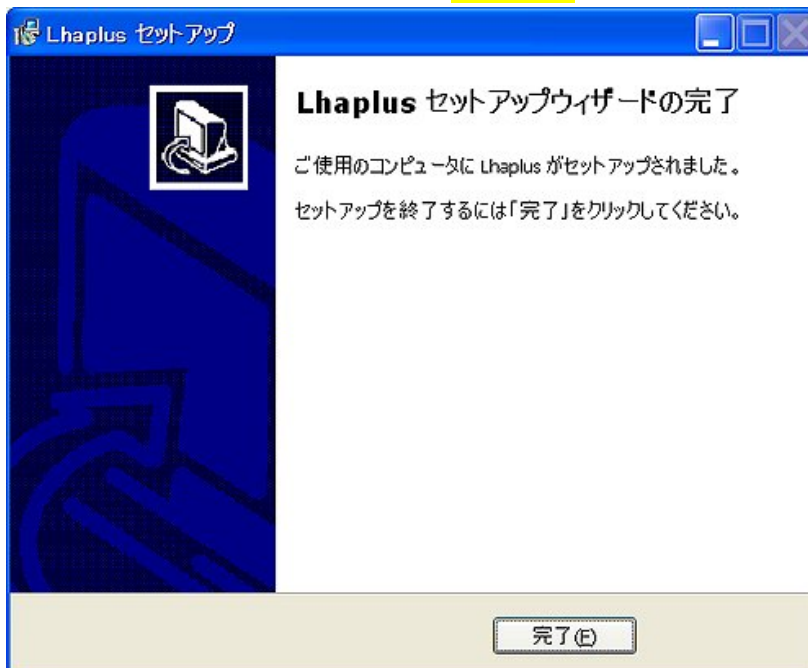 Lhaplus セットアップ
Lhaplus セットアップウィザードの完了
ご使用のコンピュータに Lhaplus がセットアップされました。
セットアップを終了するには「完了」をクリックしてください。
完了(E)